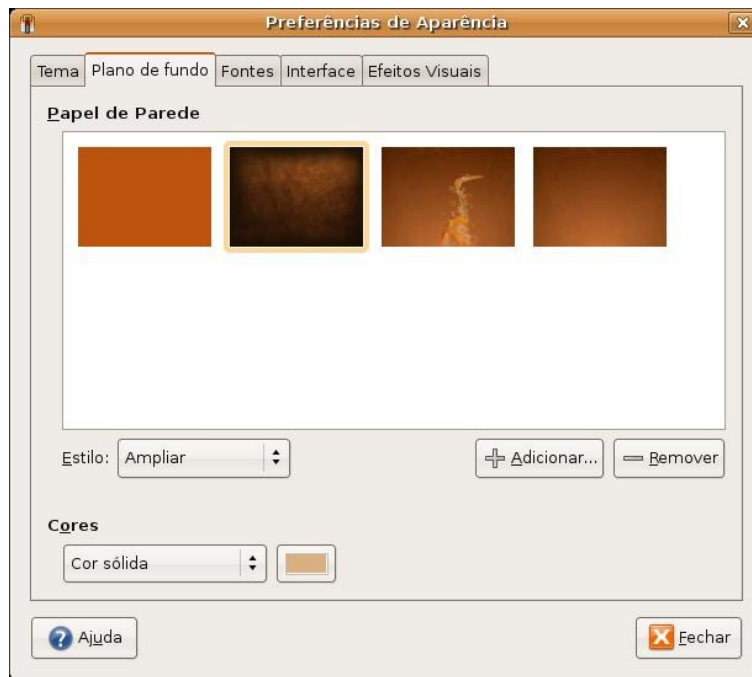 Preferências de Aparência
Tema Plano de fundo Fontes Interface Efeitos Visuais
Papel de Parede
Estilo: Ampliar Adicionar... Remover
Cores
Cor sólida
Ajuda Fechar